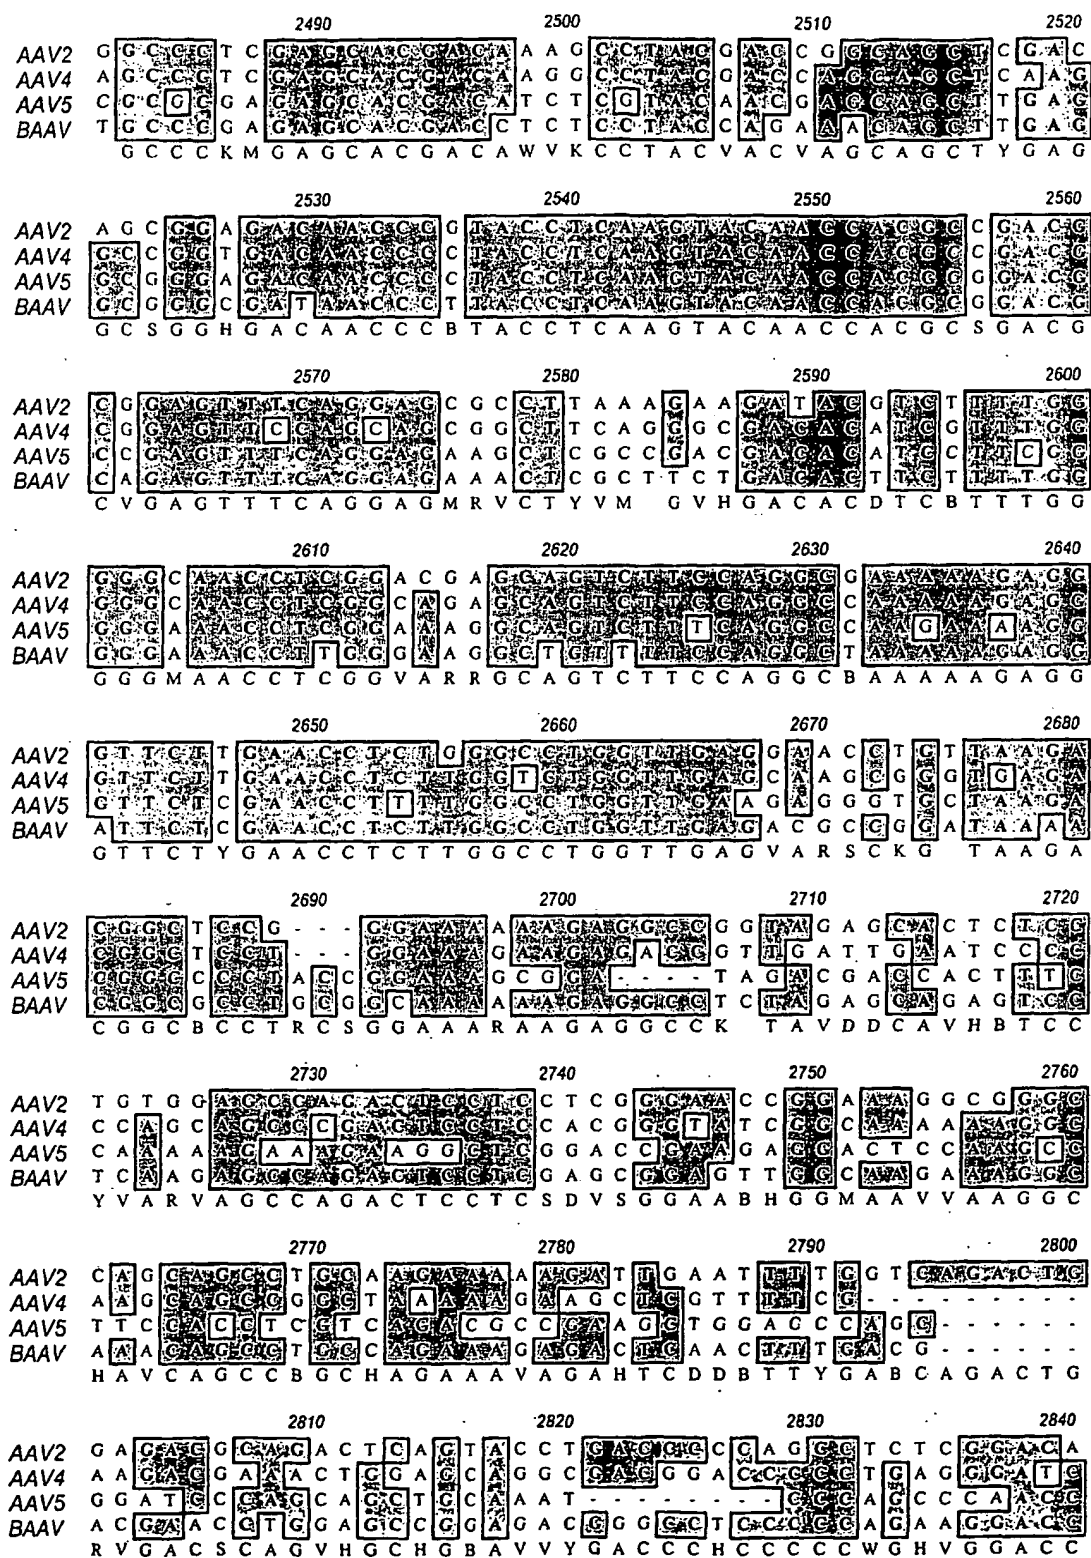 2490 2500 2510 2520
AAV2 G G C C C T C G A G G A C G A C A A A G C C T A G G A C C G G C A G C T C G A C
AAV4 A G C C G T C G A G C A C G A C A A G G C C T A C G A C C A G C A G C T C A A G
AAV5 C G C G C G A G A G C A C G A C A T C T C G T A C A A C G A G C A G C T T G A G
BAAV T G C C C G A G A G C A C G A C C T C T C C T A C A G A A A C A G C T T G A G
G C C C K M G A G C A C G A C A W V K C C T A C V A C V A G C A G C T Y G A G
2530 2540 2550 2560
AAV2 A G C G G A G A C A A C C C G T A C C T C A A G T A C A A C C A C G C C G A C G
AAV4 G C C G G T G A C A A C C C C T A C C T C A A G T A C A A C C A C G C C G A C G
AAV5 G C G G G A G A C A A C C C C T A C C T C A A G T A C A A C C A C G C G G A C G
BAAV G C G G G C G A T A A C C C T T A C C T C A A G T A C A A C C A C G C G G A C G
G C S G G H G A C A A C C C B T A C C T C A A G T A C A A C C A C G C S G A C G
2570 2580 2590 2600
AAV2 C G G A G T T T C A G G A G C G C C T T A A A G A A G A T A C G T C T T T T G G
AAV4 C G G A G T T C C A G C A G C G G C T T C A G G G C G A C A C A T C G T T T G G
AAV5 C C G A G T T T C A G G A G A A G C T C G C C G A C G A C A C A T C C T T C G G
BAAV C A G A G T T T C A G G A G A A A C T C G C T T C T G A C A C T T C T T T T G G
C V G A G T T T C A G G A G M R V C T Y V M G V H G A C A C D T C B T T T G G
2610 2620 2630 2640
AAV2 G G G C A A C C T C G G A C G A G C A G T C T T C C A G G C G A A A A A G A G G
AAV4 G G G C A A C C T C G G C A G A G C A G T C T T C C A G G C C A A A A A G A G G
AAV5 G G G A A A C C T C G G A A A G G C A G T C T T T C A G G C C A A G A A A A G G
BAAV G G G A A A C C T T G G G A A G G C T G T T T T C C A G G C T A A A A A G A G G
G G G M A A C C T C G G V A R R G C A G T C T T C C A G G C B A A A A A G A G G
2650 2660 2670 2680
AAV2 G T T C T T G A A C C T C T G G G C C T G G T T G A G G A A C C T G T T A A G A
AAV4 G T T C T T G A A C C T C T T G G T C T G G T T G A G C A A G C G G G T G A G A
AAV5 G T T C T C G A A C C T T T T G G C C T G G T T G A A G A G G G T G C T A A G A
BAAV A T T C T C G A A C C T C T A G G C C T G G T T G A G A C G C C G G A T A A A A
G T T C T Y G A A C C T C T T G G C C T G G T T G A G V A R S C K G T A A G A
2690 2700 2710 2720
AAV2 C G G C T C C G - - - G G A A A A A A G A G G C C G G T A G A G C A C T C T C C
AAV4 C G G C T C C T - - - G G A A A G A A G A G A C C G G T T G A T T G A A T C C C C
AAV5 C G G C C C C T A C C G G A A A G C G G A - - - - T A G A C G A C C A C T T T C
BAAV C G G C G C C T G G G G C A A A A A A G A G G C C T C T A G A G G A G A G T C C
C G G C B C C T R C S G G A A A R A A G A G G C C K T A V D D C A V H B T C C
2730 2740 2750 2760
AAV2 T G T G G A G C C A G A C T C C T C C T C G G G A A C C G G A A A G G C G G G C
AAV4 C C A G C A G C C C G A C T C C T C C A C G G G T A T C G G C A A A A A A G G C
AAV5 C A A A A A G A A A G A A G G C T C G G A C C G A A G A G G A C T C C A A G C C
BAAV T C A A G A G C C A G A C T C C T C G A G C G G A G T T G G C A A G A A A G G C
Y V A R V A G C C A G A C T C C T C S D V S G G A A B H G G M A A V V A A G G C
2770 2780 2790 2800
AAV2 C A G C A G C C T G C A A G A A A A A G A T T G A A T T T T G G T C A G A C T G
AAV4 A A G C A G C C G G C T A A A A A G A A G C T C G T T T T C G - - - - - - - - -
AAV5 T T C C A C C T C G T C A G A C G C C G A A G G T G G A G C C A G C - - - - - -
BAAV A A A C A G C C T G C C A G A A A G A G A C T C A A C T T T G A C G - - - - - -
H A V C A G C C B G C H A G A A A V A G A H T C D D B T T Y G A B C A G A C T G
2810 2820 2830 2840
AAV2 G A G A C G C A G A C T C A G T A C C T G A C C C C C A G C C T C T C G G A C A
AAV4 A A G A C G A A A C T G G A G C A G G C G A C G G A C C C C C T G A G G G A T C
AAV5 G G A T C C C A G C A G C T G C A A A T - - - - - - - - C C C A G C C C A A C C
BAAV A C G A A C C T G G A G C C G G A G A C G G G C C T C C C C C A G A A G G A C C
R V G A C S C A G V H G C H G B A V V Y G A C C C H C C C C C W G H V G G A C C